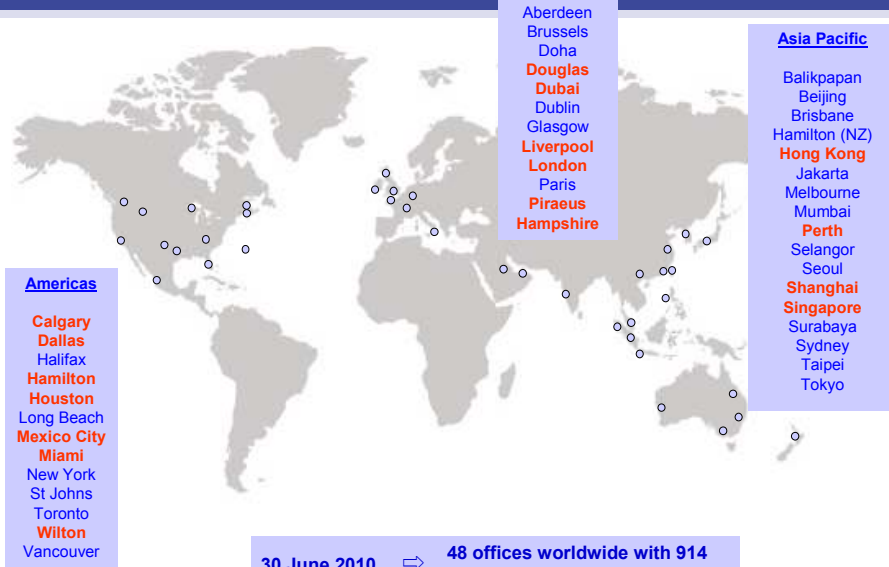 Aberdeen
Brussels
Doha
Douglas
Dubai
Dublin
Glasgow
Liverpool
London
Paris
Piraeus
Hampshire
Asia Pacific
Balikpapan
Beijing
Brisbane
Hamilton (NZ)
Hong Kong
Jakarta
Melbourne
Mumbai
Perth
Selangor
Seoul
Shanghai
Singapore
Surabaya
Sydney
Taipei
Tokyo
Americas
Calgary
Dallas
Halifax
Hamilton
Houston
Long Beach
Mexico City
Miami
New York
St Johns
Toronto
Wilton
Vancouver
30 June 2010 ⇨ 48 offices worldwide with 914